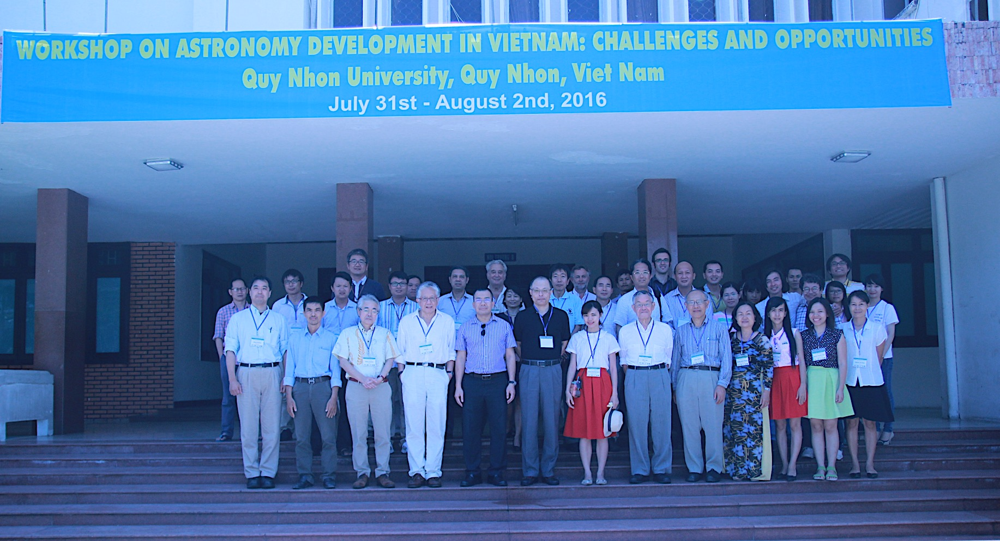 WORKSHOP ON ASTRONOMY DEVELOPMENT IN VIETNAM: CHALLENGES AND OPPORTUNITIES
Quy Nhon University, Quy Nhon, Viet Nam
July 31st - August 2nd, 2016